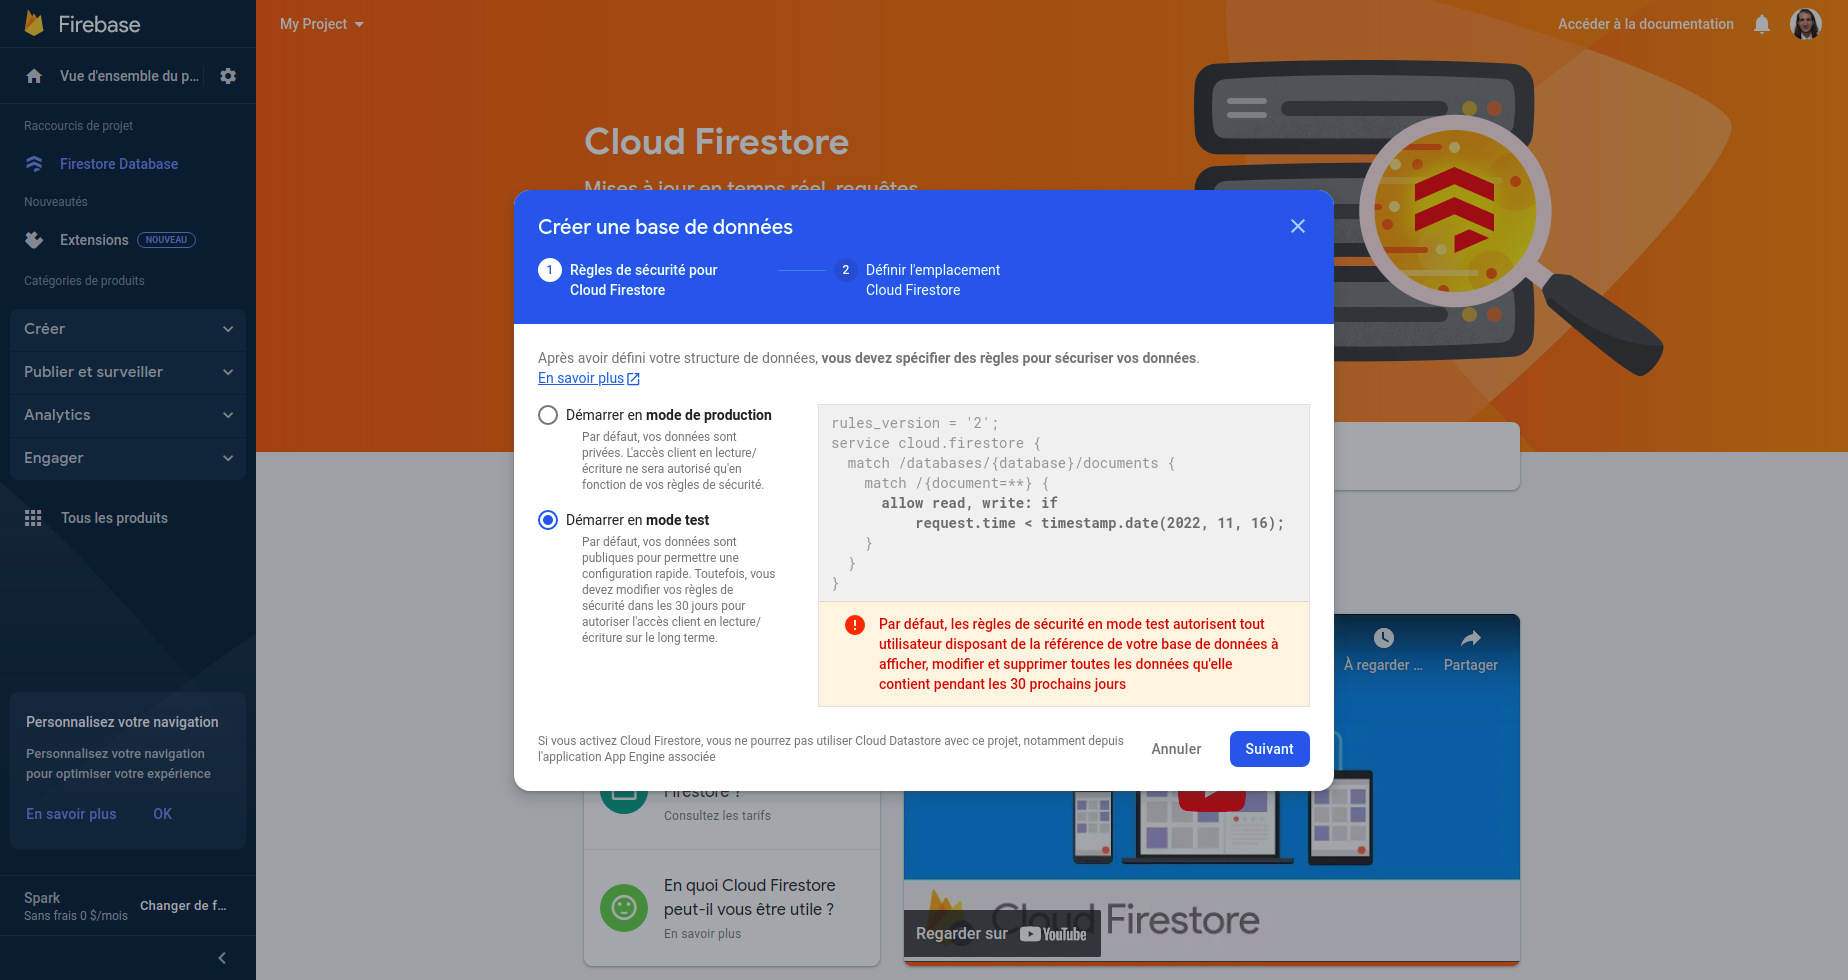 Firebase
My Project
Accéder à la documentation
Vue d'ensemble du p...
Raccourcis de projet
Firestore Database
Nouveautés
Extensions
NOUVEAU
Catégories de produits
Créer
Publier et surveiller
Analytics
Engager
Tous les produits
Personnalisez votre navigation
Personnalisez votre navigation
pour optimiser votre expérience
En savoir plus
OK
Spark
Sans frais 0 $/mois
Changer de f...
Cloud Firestore
Mises à jour en temps réel, requêtes
Créer une base de données
1
Règles de sécurité pour
Cloud Firestore
2
Définir l'emplacement
Cloud Firestore
Après avoir défini votre structure de données, vous devez spécifier des règles pour sécuriser vos données.
En savoir plus
Démarrer en mode de production
Par défaut, vos données sont
privées. L'accès client en lecture/
écriture ne sera autorisé qu'en
fonction de vos règles de sécurité.
Démarrer en mode test
Par défaut, vos données sont
publiques pour permettre une
configuration rapide. Toutefois, vous
devez modifier vos règles de
sécurité dans les 30 jours pour
autoriser l'accès client en lecture/
écriture sur le long terme.
rules_version = '2';
service cloud.firestore {
match /databases/{database}/documents {
match /{document=**} {
allow read, write: if
request.time < timestamp.date(2022, 11, 16);
}
}
}
Par défaut, les règles de sécurité en mode test autorisent tout
utilisateur disposant de la référence de votre base de données à
afficher, modifier et supprimer toutes les données qu'elle
contient pendant les 30 prochains jours
Si vous activez Cloud Firestore, vous ne pourrez pas utiliser Cloud Datastore avec ce projet, notamment depuis
l'application App Engine associée
Annuler
Suivant
À regarder ...
Partager
Firestore ?
Consultez les tarifs
En quoi Cloud Firestore
peut-il vous être utile ?
En savoir plus
Cloud Firestore
Regarder sur YouTube